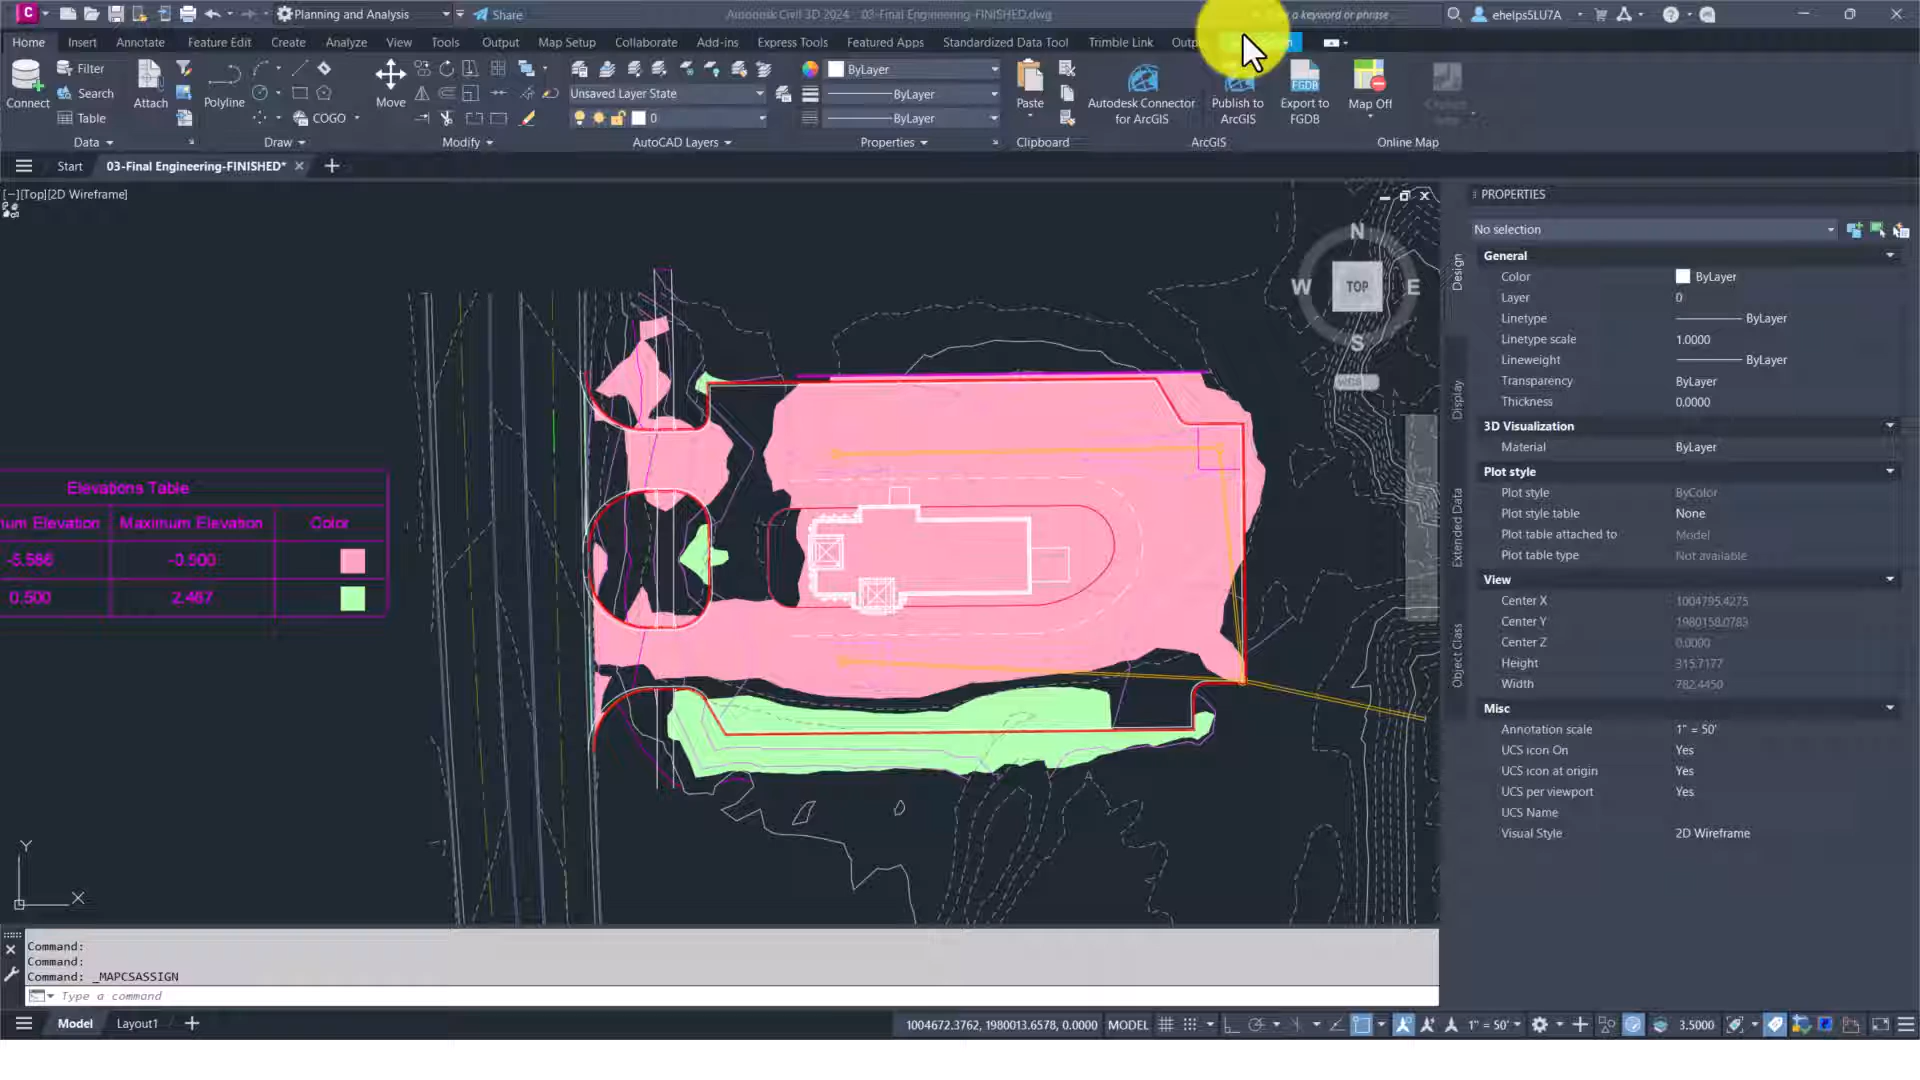 C
Planning and Analysis
Share
Autodesk Civil 3D 2024 03-Final Engineering-FINISHED.dwg
a keyword or phrase
ehelps5LU7A
Home Insert Annotate Feature Edit Create Analyze View Tools Output Map Setup Collaborate Add-ins Express Tools Featured Apps Standardized Data Tool Trimble Link
Connect
Filter
Search
Table
Data
Attach
Polyline
COGO
Draw
Move
Modify
Unsaved Layer State
0
AutoCAD Layers
ByLayer
ByLayer
ByLayer
Properties
Paste
Clipboard
Autodesk Connector for ArcGIS
Publish to ArcGIS
FGDB
Export to FGDB
ArcGIS
Map Off
Online Map
Start
03-Final Engineering-FINISHED*
[−][Top][2D Wireframe]
N
W
TOP
E
S
WCS
Elevations Table
Elevation Maximum Elevation Color
-5.586 -0.500
0.500 2.467
Y
X
PROPERTIES
No selection
Design
Display
Extended Data
Object Class
General
Color ByLayer
Layer 0
Linetype ByLayer
Linetype scale 1.0000
Lineweight ByLayer
Transparency ByLayer
Thickness 0.0000
3D Visualization
Material ByLayer
Plot style
Plot style ByColor
Plot style table None
Plot table attached to Model
Plot table type Not available
View
Center X 1004795.4275
Center Y 1980158.0783
Center Z 0.0000
Height 315.7177
Width 782.4450
Misc
Annotation scale 1" = 50'
UCS icon On Yes
UCS icon at origin Yes
UCS per viewport Yes
UCS Name
Visual Style 2D Wireframe
Command:
Command:
Command: _MAPCSASSIGN
Type a command
Model
Layout1
1004672.3762, 1980013.6578, 0.0000 MODEL
1" = 50'
3.5000